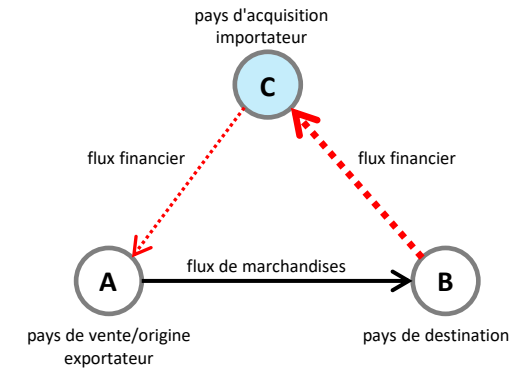 pays d'acquisition
importateur
C
flux financier
flux financier
A
flux de marchandises
B
pays de vente/origine
exportateur
pays de destination